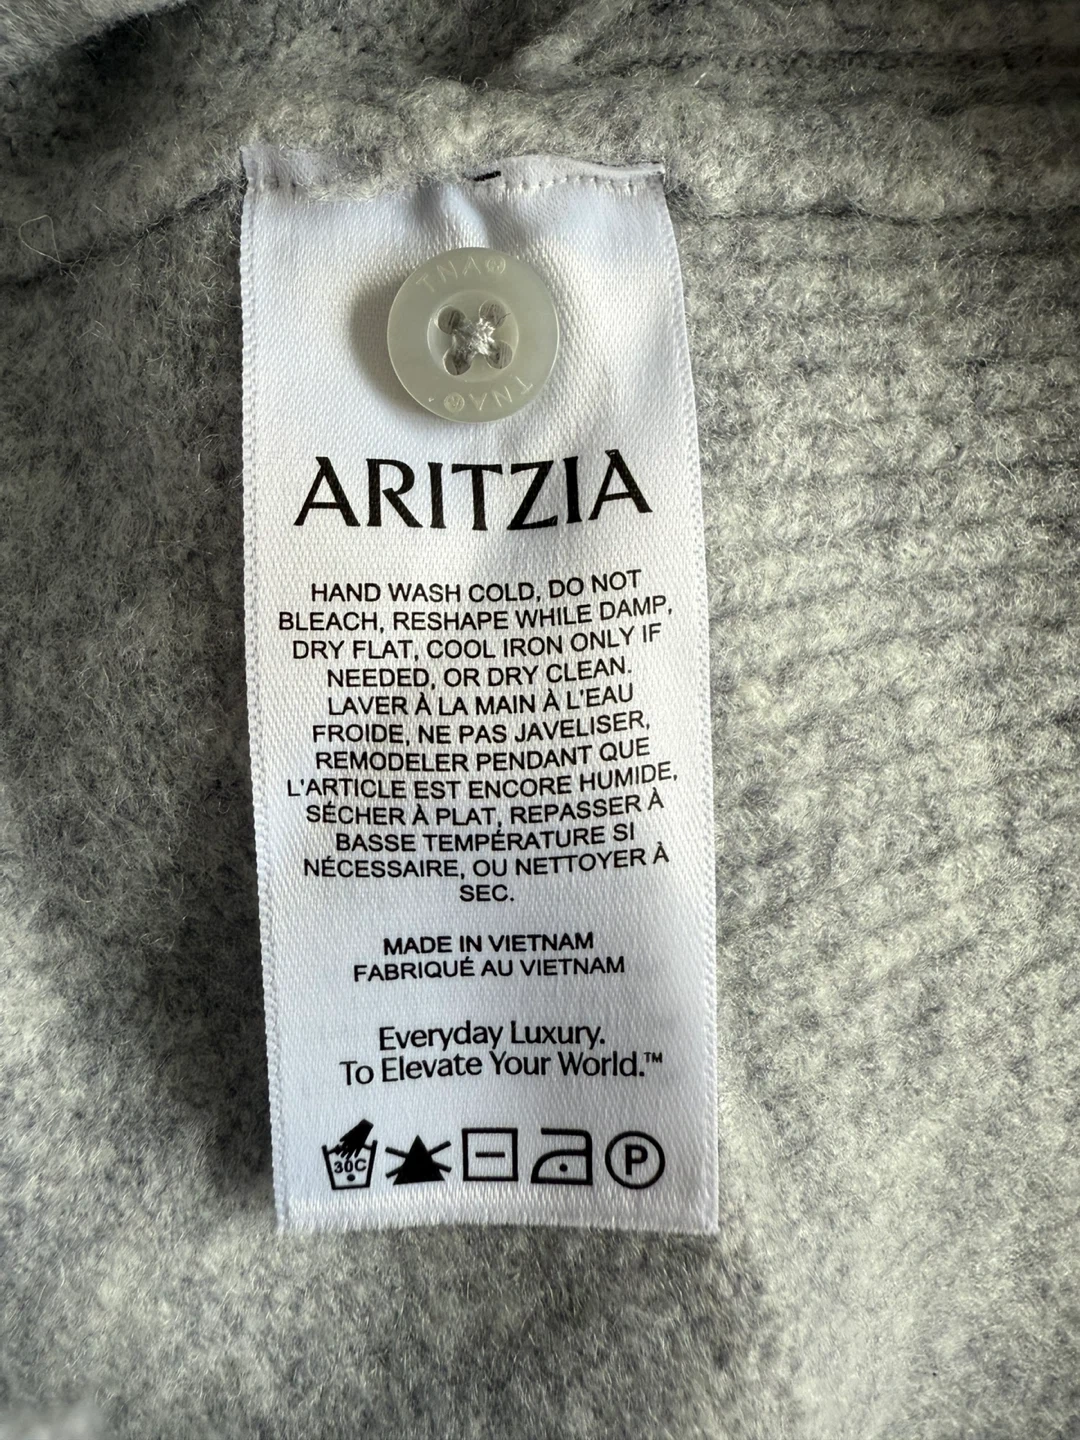 TNA®
TNA®
ARITZIA
HAND WASH COLD, DO NOT
BLEACH, RESHAPE WHILE DAMP,
DRY FLAT, COOL IRON ONLY IF
NEEDED, OR DRY CLEAN.
LAVER À LA MAIN À L'EAU
FROIDE, NE PAS JAVELISER,
REMODELER PENDANT QUE
L'ARTICLE EST ENCORE HUMIDE,
SÉCHER À PLAT, REPASSER À
BASSE TEMPÉRATURE SI
NÉCESSAIRE, OU NETTOYER À
SEC.
MADE IN VIETNAM
FABRIQUÉ AU VIETNAM
Everyday Luxury.
To Elevate Your World.™
30C P